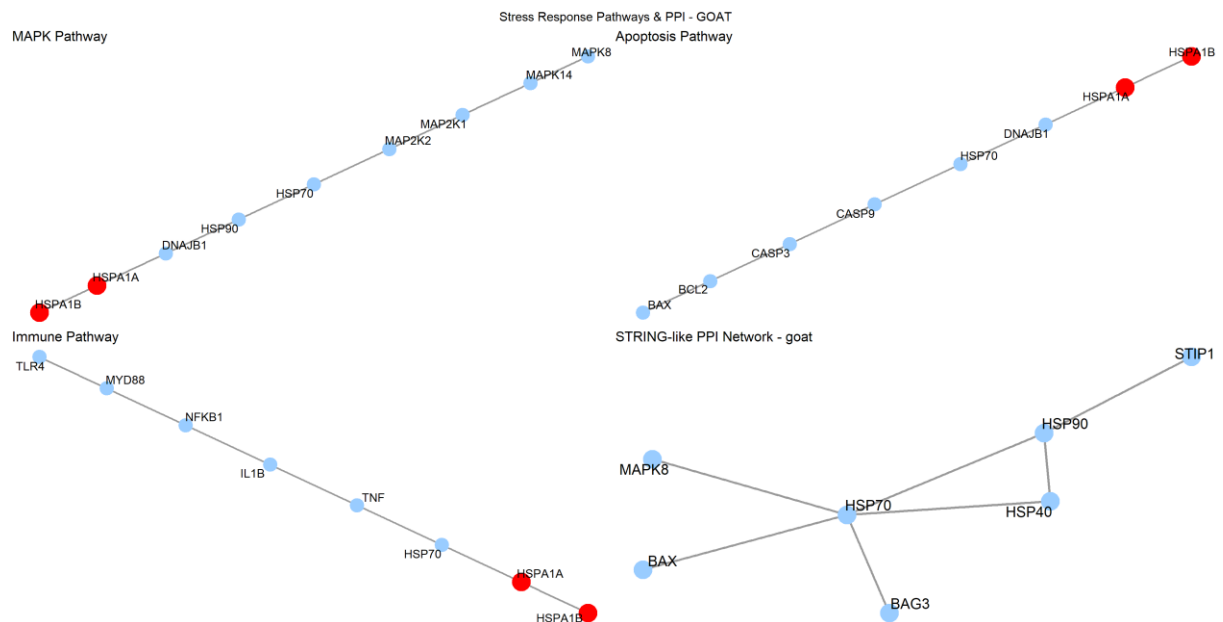 Stress Response Pathways & PPI - GOAT
MAPK Pathway
MAPK8
MAPK14
MAP2K1
MAP2K2
HSP70
HSP90
DNAJB1
HSPA1A
HSPA1B
Apoptosis Pathway
HSPA1B
HSPA1A
DNAJB1
HSP70
CASP9
CASP3
BCL2
BAX
Immune Pathway
TLR4
MYD88
NFKB1
IL1B
TNF
HSP70
HSPA1A
HSPA1B
STRING-like PPI Network - goat
STIP1
HSP90
MAPK8
HSP70
HSP40
BAX
BAG3